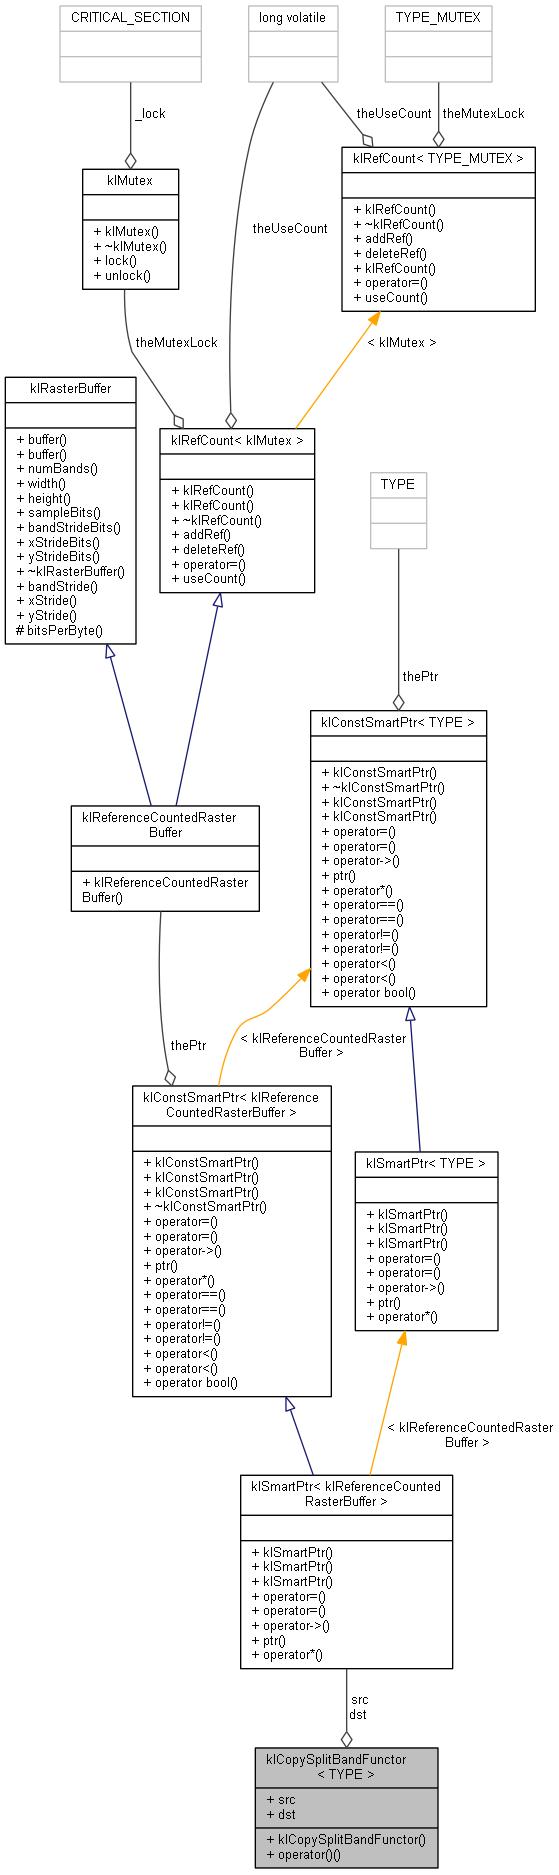 CRITICAL_SECTION
long volatile
TYPE_MUTEX
_lock
theUseCount
theMutexLock
klMutex
+ klMutex()
+ ~klMutex()
+ lock()
+ unlock()
klRefCount< TYPE_MUTEX >
+ klRefCount()
+ ~klRefCount()
+ addRef()
+ deleteRef()
+ klRefCount()
+ operator=()
+ useCount()
theUseCount
theMutexLock
< klMutex >
klRasterBuffer
+ buffer()
+ buffer()
+ numBands()
+ width()
+ height()
+ sampleBits()
+ bandStrideBits()
+ xStrideBits()
+ yStrideBits()
+ ~klRasterBuffer()
+ bandStride()
+ xStride()
+ yStride()
# bitsPerByte()
klRefCount< klMutex >
+ klRefCount()
+ klRefCount()
+ ~klRefCount()
+ addRef()
+ deleteRef()
+ operator=()
+ useCount()
TYPE
thePtr
klConstSmartPtr< TYPE >
+ klConstSmartPtr()
+ ~klConstSmartPtr()
+ klConstSmartPtr()
+ klConstSmartPtr()
+ operator=()
+ operator=()
+ operator->()
+ ptr()
+ operator*()
+ operator==()
+ operator==()
+ operator!=()
+ operator!=()
+ operator<()
+ operator<()
+ operator bool()
klReferenceCountedRaster
Buffer
+ klReferenceCountedRaster
Buffer()
thePtr
< klReferenceCountedRaster
Buffer >
klConstSmartPtr< klReference
CountedRasterBuffer >
+ klConstSmartPtr()
+ klConstSmartPtr()
+ klConstSmartPtr()
+ ~klConstSmartPtr()
+ operator=()
+ operator=()
+ operator->()
+ ptr()
+ operator*()
+ operator==()
+ operator==()
+ operator!=()
+ operator!=()
+ operator<()
+ operator<()
+ operator bool()
klSmartPtr< TYPE >
+ klSmartPtr()
+ klSmartPtr()
+ klSmartPtr()
+ operator=()
+ operator=()
+ operator->()
+ ptr()
+ operator*()
< klReferenceCountedRaster
Buffer >
klSmartPtr< klReferenceCounted
RasterBuffer >
+ klSmartPtr()
+ klSmartPtr()
+ klSmartPtr()
+ operator=()
+ operator=()
+ operator->()
+ ptr()
+ operator*()
src
dst
klCopySplitBandFunctor
< TYPE >
+ src
+ dst
+ klCopySplitBandFunctor()
+ operator()()